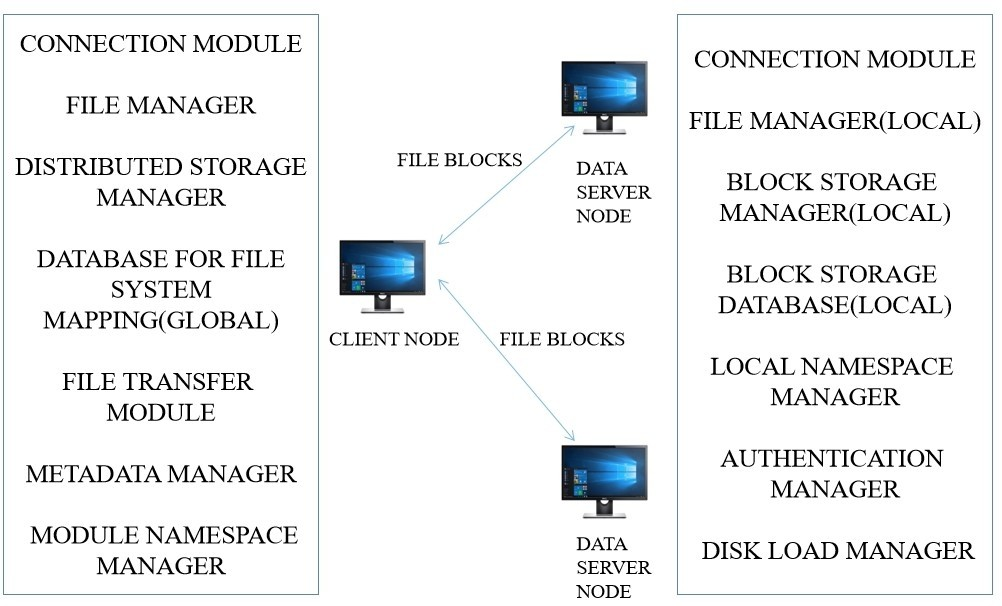 CONNECTION MODULE
FILE MANAGER
DISTRIBUTED STORAGE
MANAGER
DATABASE FOR FILE
SYSTEM
MAPPING(GLOBAL)
FILE TRANSFER
MODULE
METADATA MANAGER
MODULE NAMESPACE
MANAGER
FILE BLOCKS
DATA
SERVER
NODE
CLIENT NODE
FILE BLOCKS
DATA
SERVER
NODE
CONNECTION MODULE
FILE MANAGER(LOCAL)
BLOCK STORAGE
MANAGER(LOCAL)
BLOCK STORAGE
DATABASE(LOCAL)
LOCAL NAMESPACE
MANAGER
AUTHENTICATION
MANAGER
DISK LOAD MANAGER